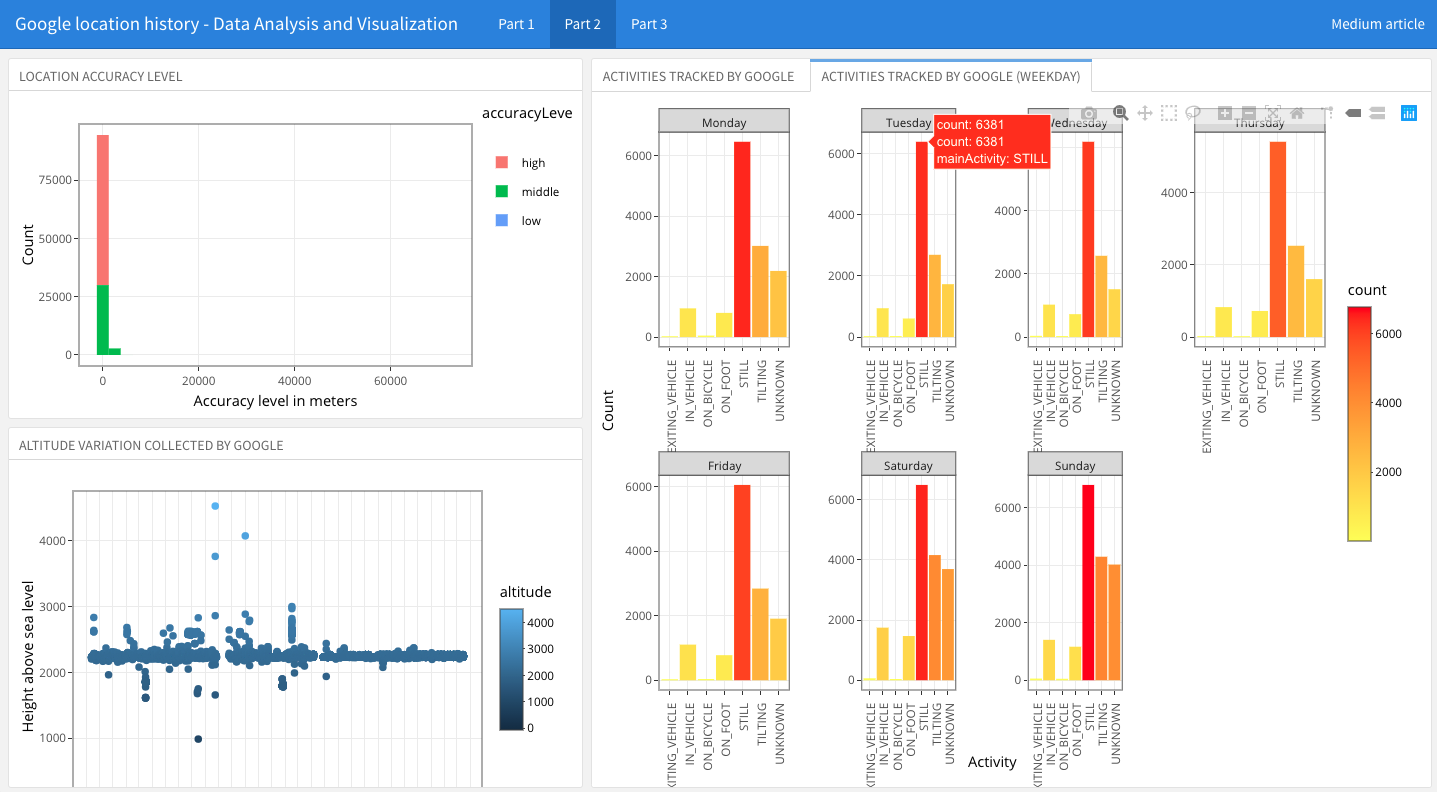 Google location history - Data Analysis and Visualization Part 1 Part 2 Part 3 Medium article
LOCATION ACCURACY LEVEL
accuracyLeve
high
middle
low
Count
75000
50000
25000
0
0 20000 40000 60000
Accuracy level in meters
ALTITUDE VARIATION COLLECTED BY GOOGLE
Height above sea level
4000
3000
2000
1000
altitude
4000
3000
2000
1000
0
ACTIVITIES TRACKED BY GOOGLE ACTIVITIES TRACKED BY GOOGLE (WEEKDAY)
Count
Monday
6000
4000
2000
0
EXITING_VEHICLE
IN_VEHICLE
ON_BICYCLE
ON_FOOT
STILL
TILTING
UNKNOWN
Tuesday
count: 6381
count: 6381
mainActivity: STILL
6000
4000
2000
0
EXITING_VEHICLE
IN_VEHICLE
ON_BICYCLE
ON_FOOT
STILL
TILTING
UNKNOWN
Wednesday
4000
2000
0
EXITING_VEHICLE
IN_VEHICLE
ON_BICYCLE
ON_FOOT
STILL
TILTING
UNKNOWN
Thursday
4000
2000
0
EXITING_VEHICLE
IN_VEHICLE
ON_BICYCLE
ON_FOOT
STILL
TILTING
UNKNOWN
Friday
6000
4000
2000
0
XITING_VEHICLE
IN_VEHICLE
ON_BICYCLE
ON_FOOT
STILL
TILTING
UNKNOWN
Saturday
6000
4000
2000
0
XITING_VEHICLE
IN_VEHICLE
ON_BICYCLE
ON_FOOT
STILL
TILTING
UNKNOWN
Sunday
6000
4000
2000
0
XITING_VEHICLE
IN_VEHICLE
ON_BICYCLE
ON_FOOT
STILL
TILTING
UNKNOWN
Activity
count
6000
4000
2000